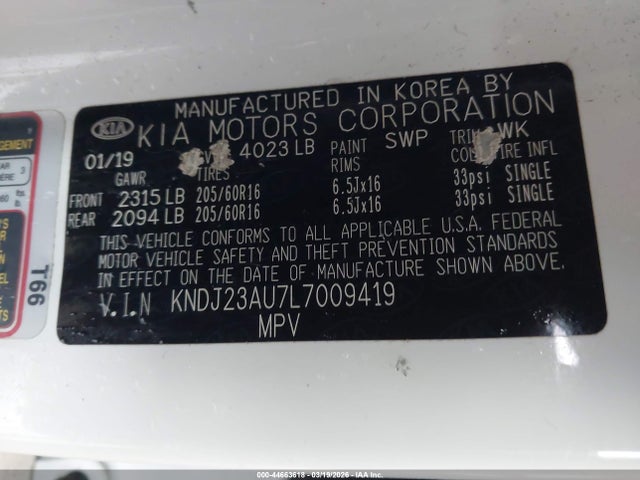 MANUFACTURED IN KOREA BY
KIA KIA MOTORS CORPORATION
01/19 4023 LB PAINT SWP TRIM WK
GAWR TIRES RIMS COLD TIRE INFL
FRONT 2315 LB 205/60R16 6.5Jx16 33psi SINGLE
REAR 2094 LB 205/60R16 6.5Jx16 33psi SINGLE
THIS VEHICLE CONFORMS TO ALL APPLICABLE U.S.A. FEDERAL
MOTOR VEHICLE SAFETY AND THEFT PREVENTION STANDARDS
IN EFFECT ON THE DATE OF MANUFACTURE SHOWN ABOVE.
V.I.N KNDJ23AU7L7009419
MPV
T66
000-44663618 - 03/19/2026 - IAA Inc.